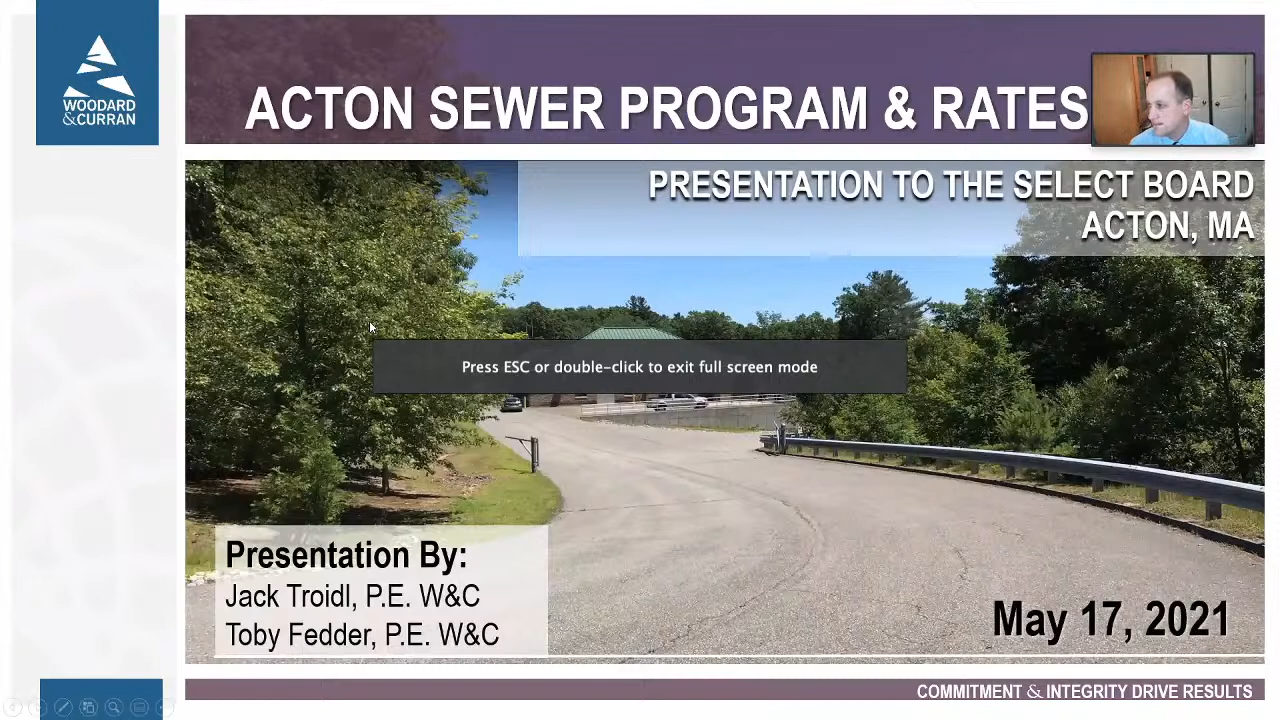 WOODARD
&CURRAN
ACTON SEWER PROGRAM & RATES
PRESENTATION TO THE SELECT BOARD
ACTON, MA
Press ESC or double-click to exit full screen mode
Presentation By:
Jack Troidl, P.E. W&C
Toby Fedder, P.E. W&C
May 17, 2021
COMMITMENT & INTEGRITY DRIVE RESULTS